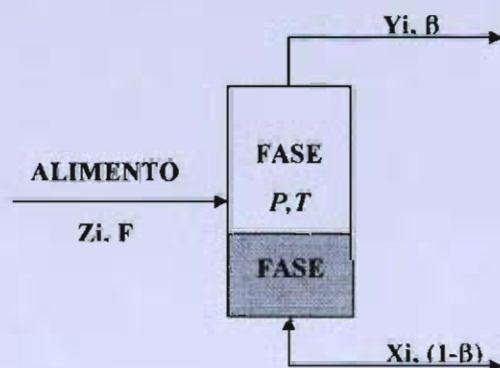 Yi, β
FASE
P,T
ALIMENTO
Zi, F
FASE
Xi, (1-β)